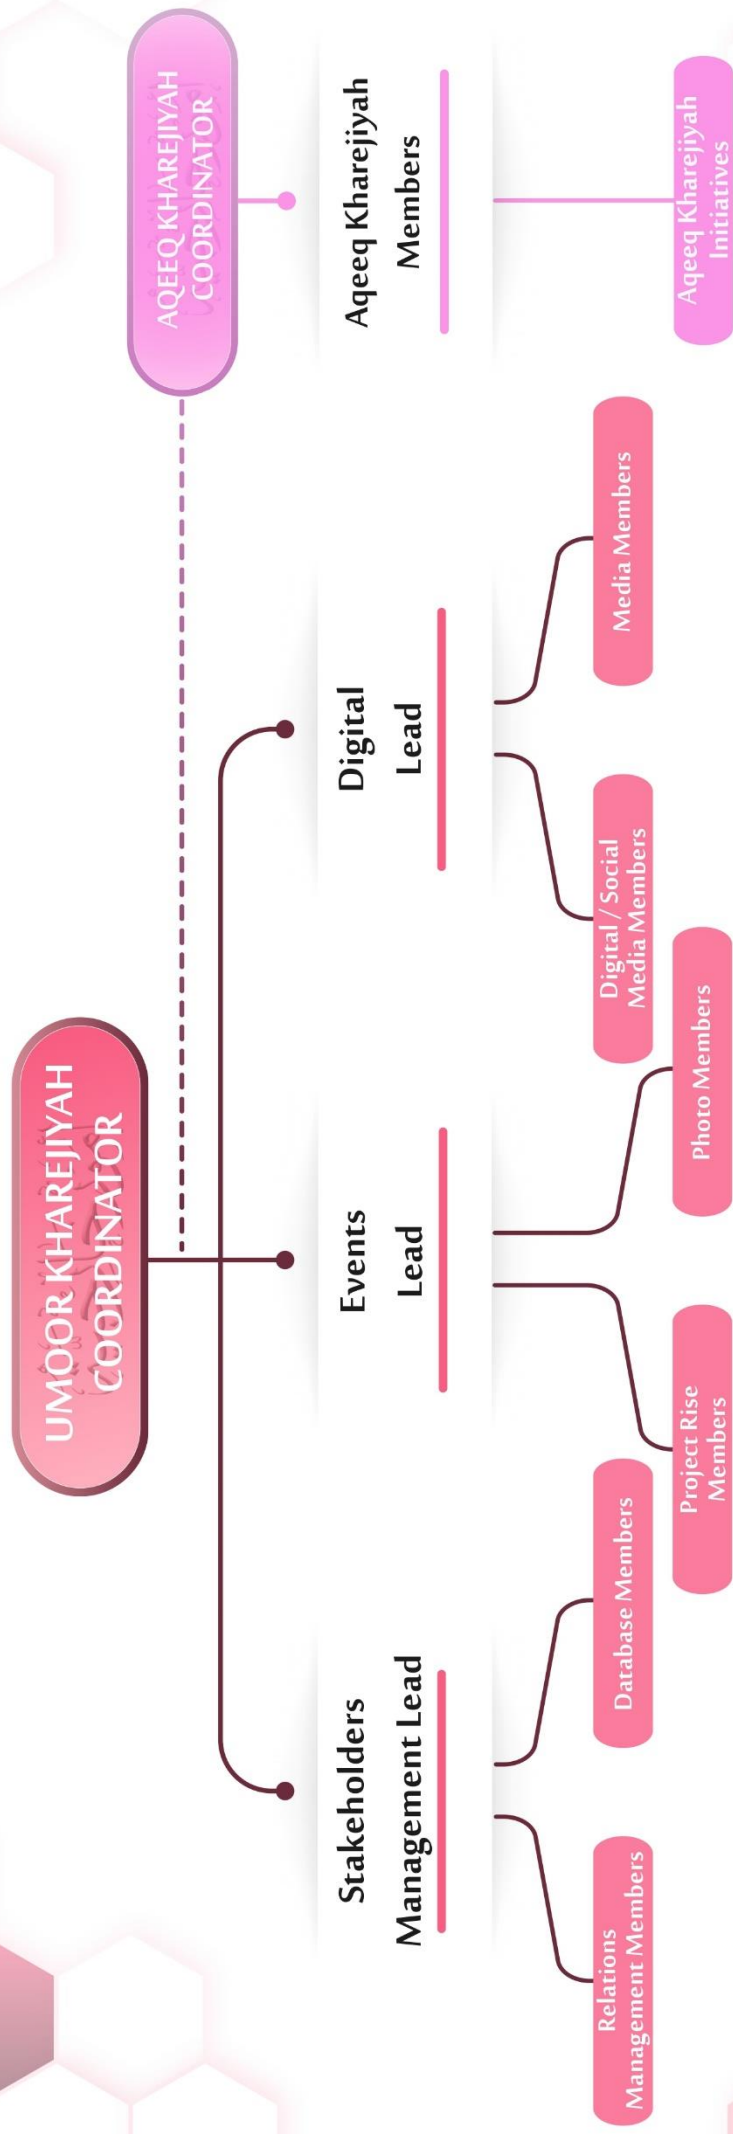 UMOOR KHAREJIYAH
COORDINATOR
AQEEQ KHAREJIYAH
COORDINATOR
Stakeholders
Management Lead
Events
Lead
Digital
Lead
Aqeeq Kharejiyah
Members
Relations
Management Members
Database Members
Project Rise
Members
Photo Members
Digital / Social
Media Members
Media Members
Aqeeq Kharejiyah
Initiatives